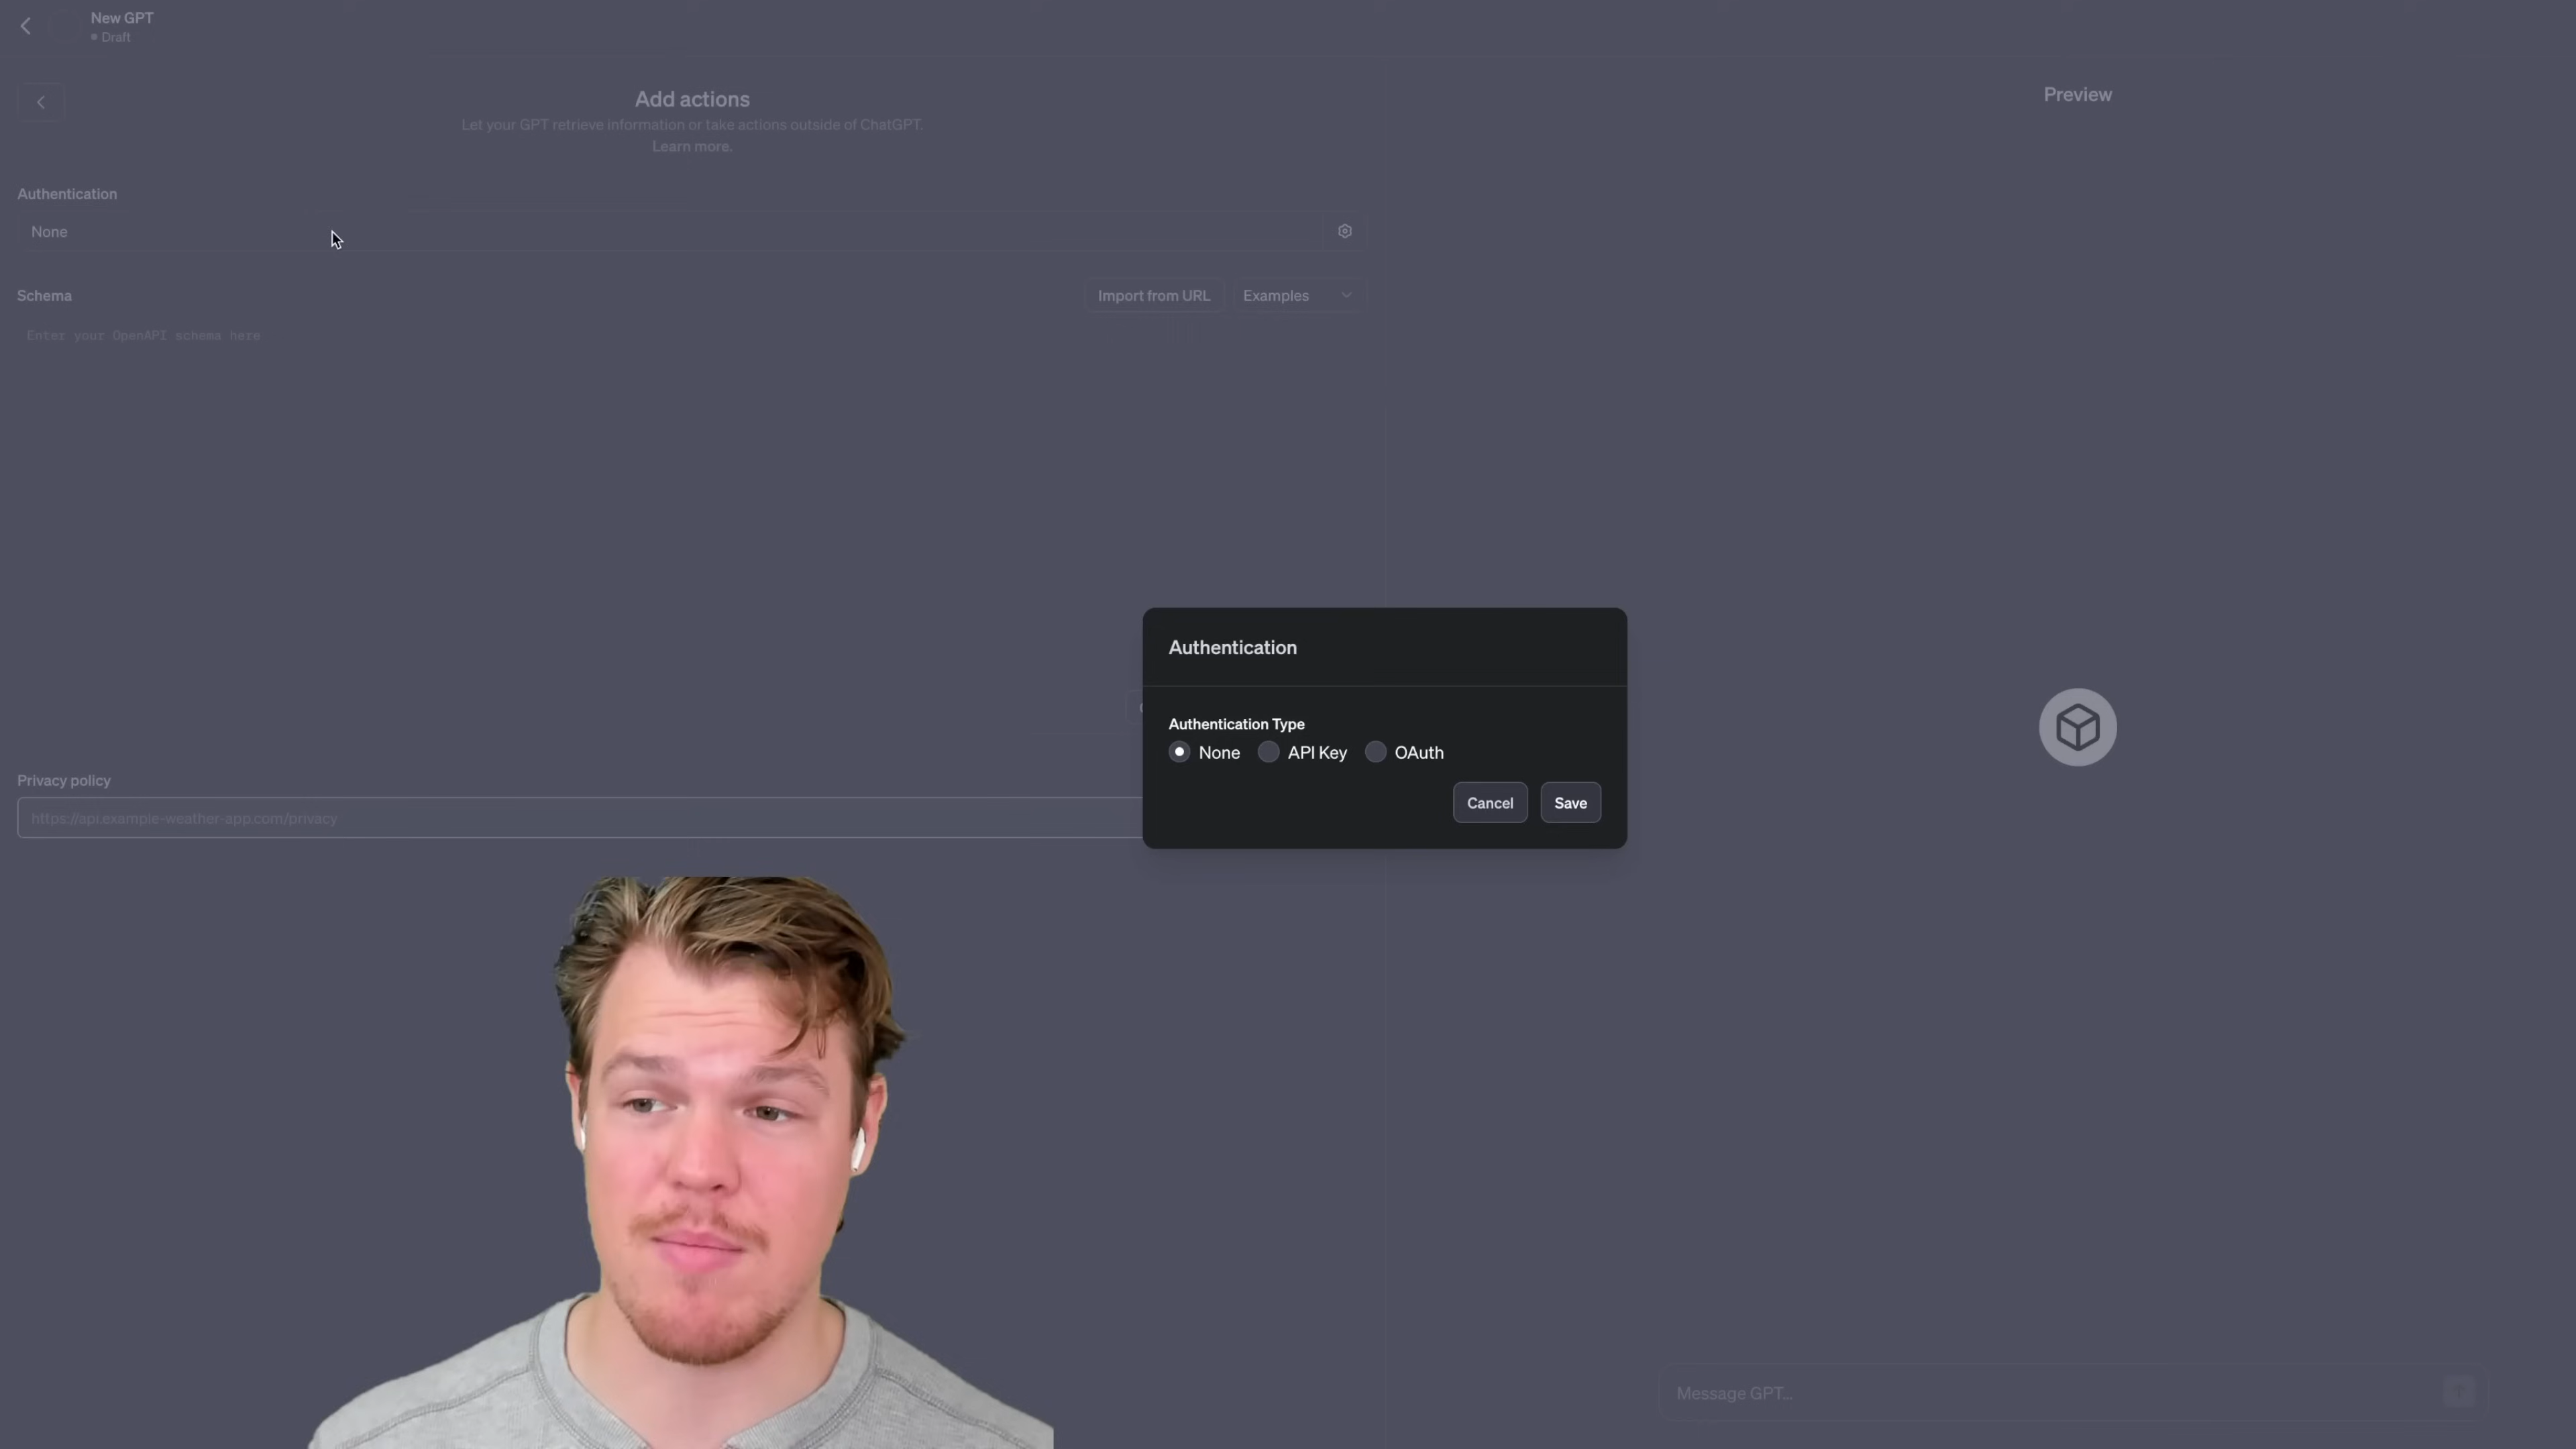 New GPT
Draft
Add actions
Let your GPT retrieve information or take actions outside of ChatGPT.
Learn more.
Preview
Authentication
None
Schema
Import from URL
Examples
Enter your OpenAPI schema here
Authentication
Authentication Type
None
API Key
OAuth
Cancel
Save
Privacy policy
https://api.example-weather-app.com/privacy
Message GPT...